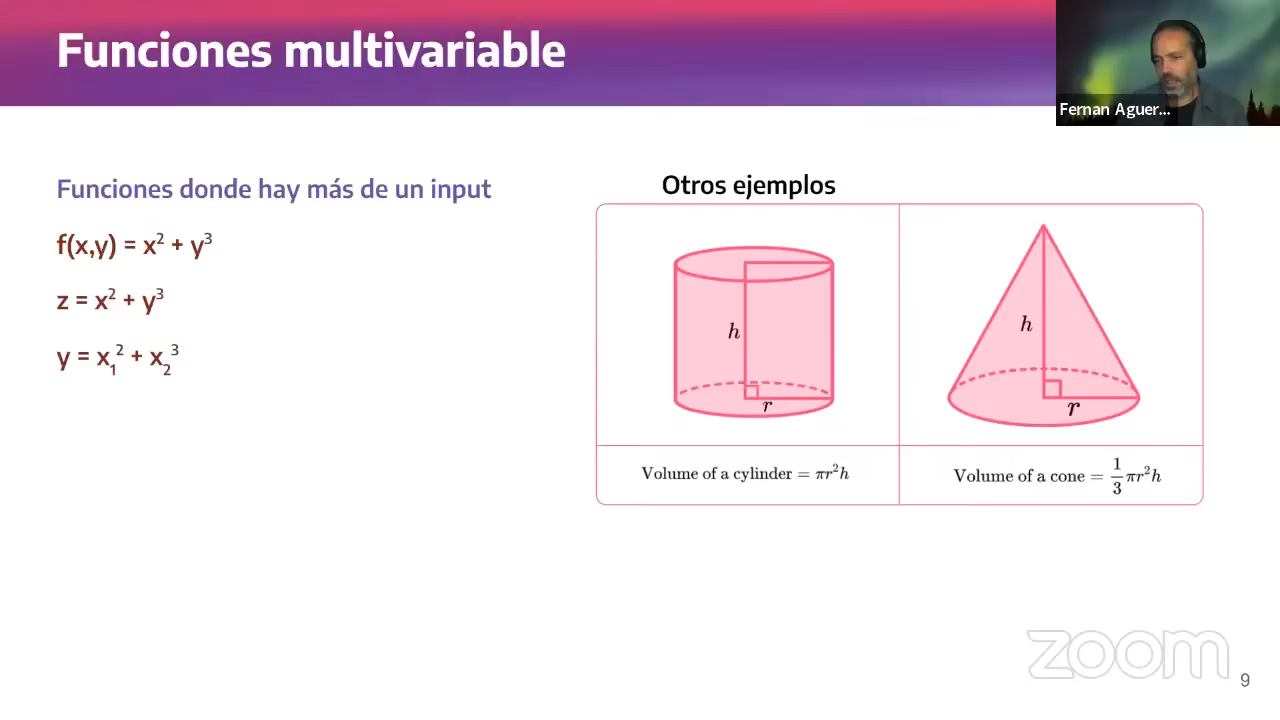 Funciones multivariable
Fernan Aguer...
Funciones donde hay más de un input
f(x,y) = x² + y³
z = x² + y³
y = x₁² + x₂³
Otros ejemplos
h
r
h
r
Volume of a cylinder = πr²h
Volume of a cone = 1/3 πr²h
zoom
9